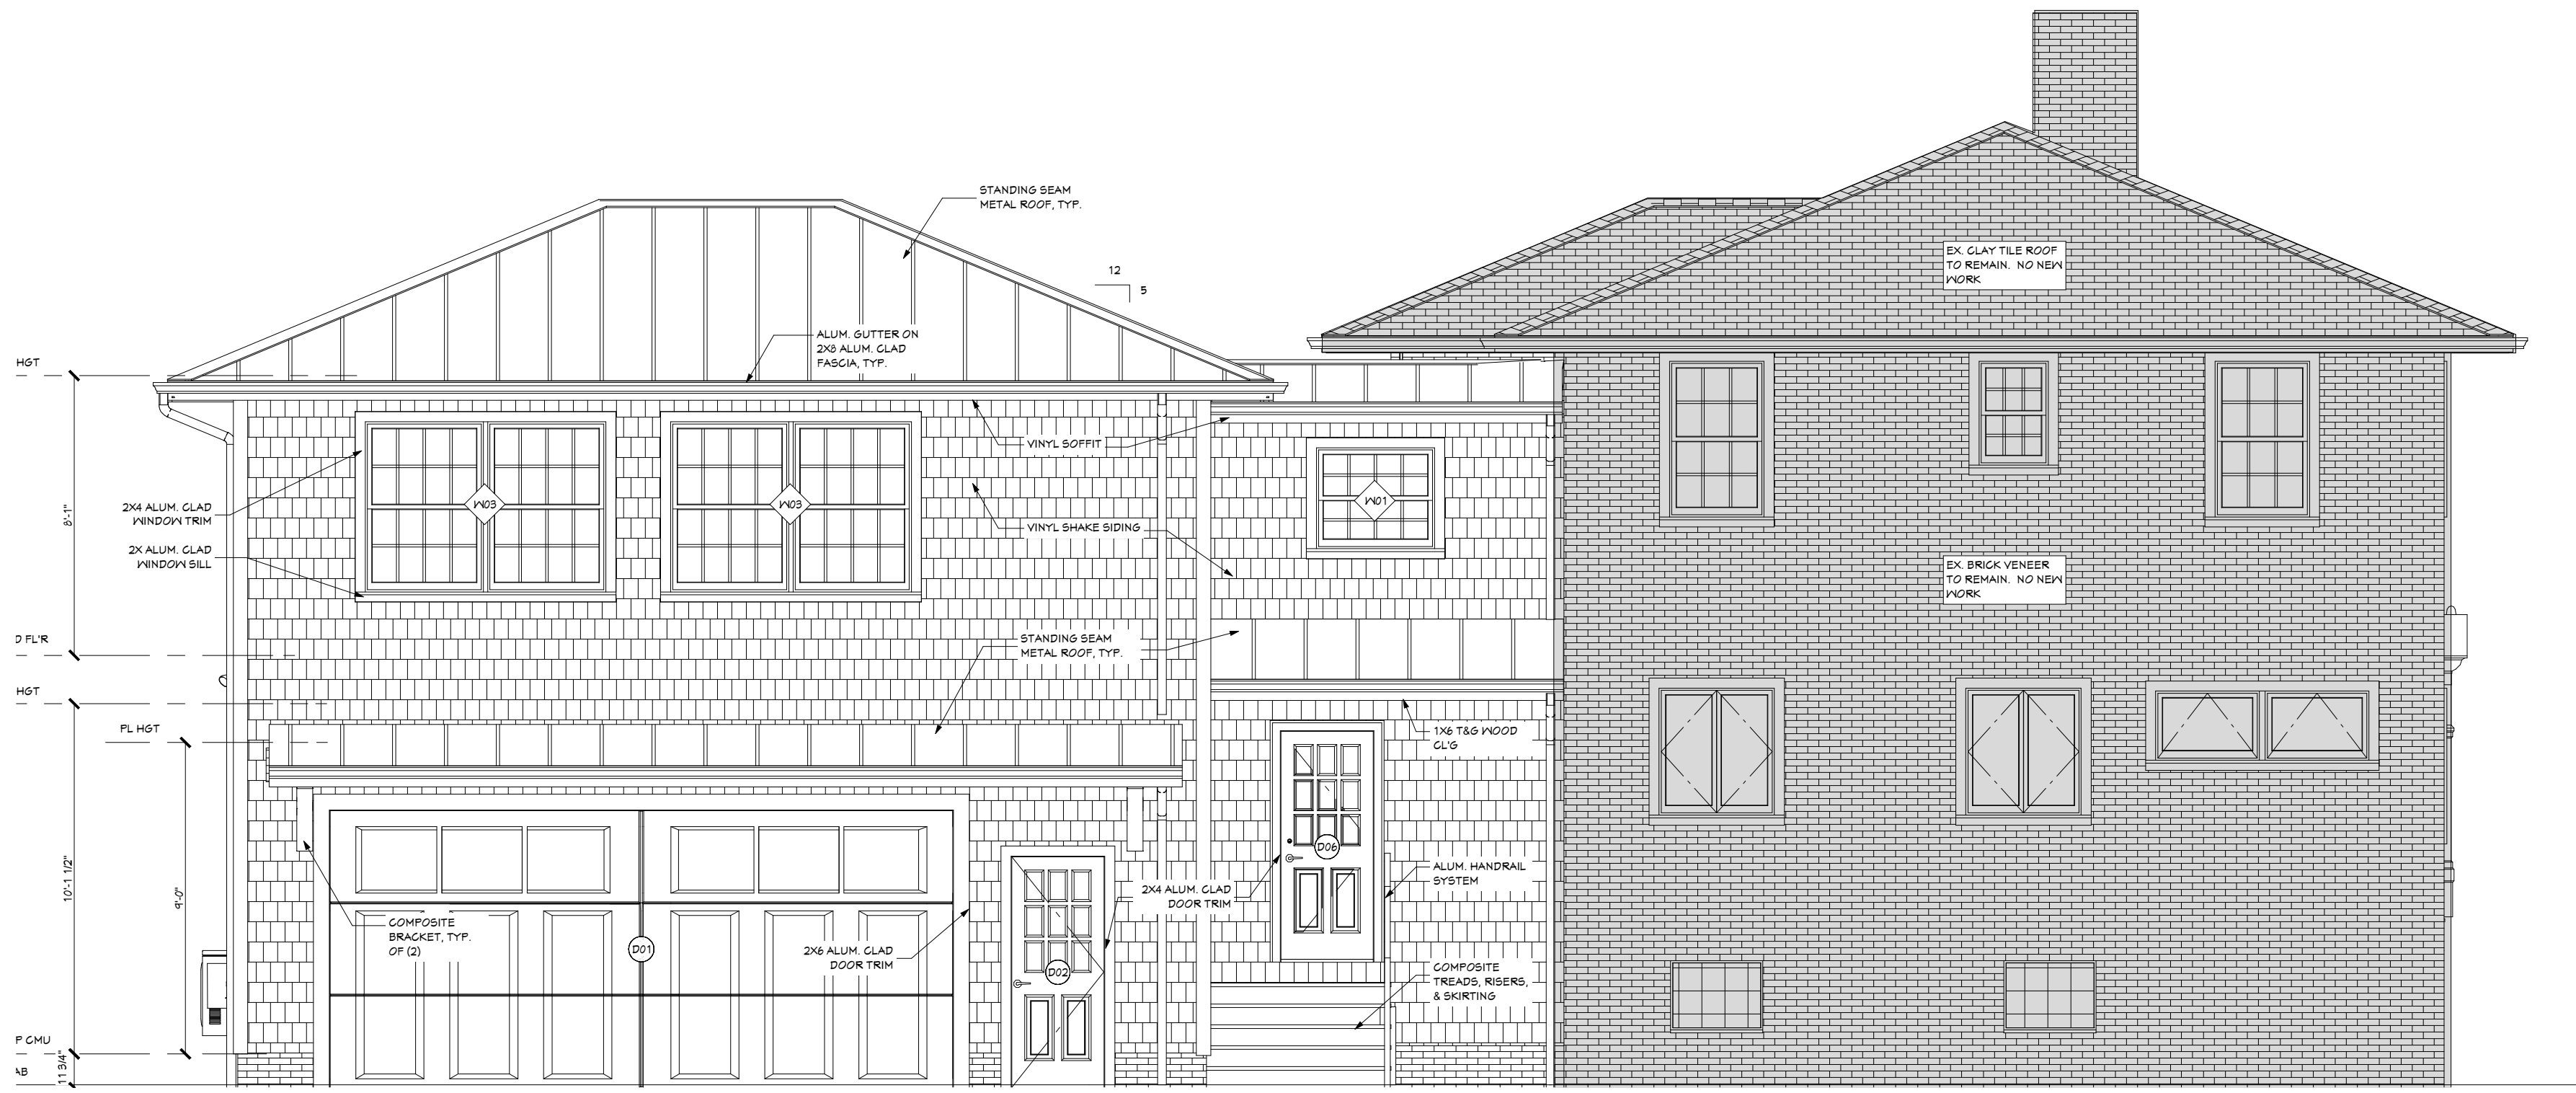 STANDING SEAM
METAL ROOF, TYP.
12
5
ALUM. GUTTER ON
2X8 ALUM. CLAD
FASCIA, TYP.
EX. CLAY TILE ROOF
TO REMAIN. NO NEW
WORK
HGT
VINYL SOFFIT
8'-1"
2X4 ALUM. CLAD
WINDOW TRIM
W03
W03
W01
VINYL SHAKE SIDING
2X ALUM. CLAD
WINDOW SILL
EX. BRICK VENEER
TO REMAIN. NO NEW
WORK
D FL'R
STANDING SEAM
METAL ROOF, TYP.
HGT
PL HGT
1X6 T&G WOOD
CL'G
10'-1 1/2"
9'-0"
D06
ALUM. HANDRAIL
SYSTEM
2X4 ALUM. CLAD
DOOR TRIM
COMPOSITE
BRACKET, TYP.
OF (2)
D01
2X6 ALUM. CLAD
DOOR TRIM
D02
COMPOSITE
TREADS, RISERS,
& SKIRTING
P CMU
AB
11 3/4"